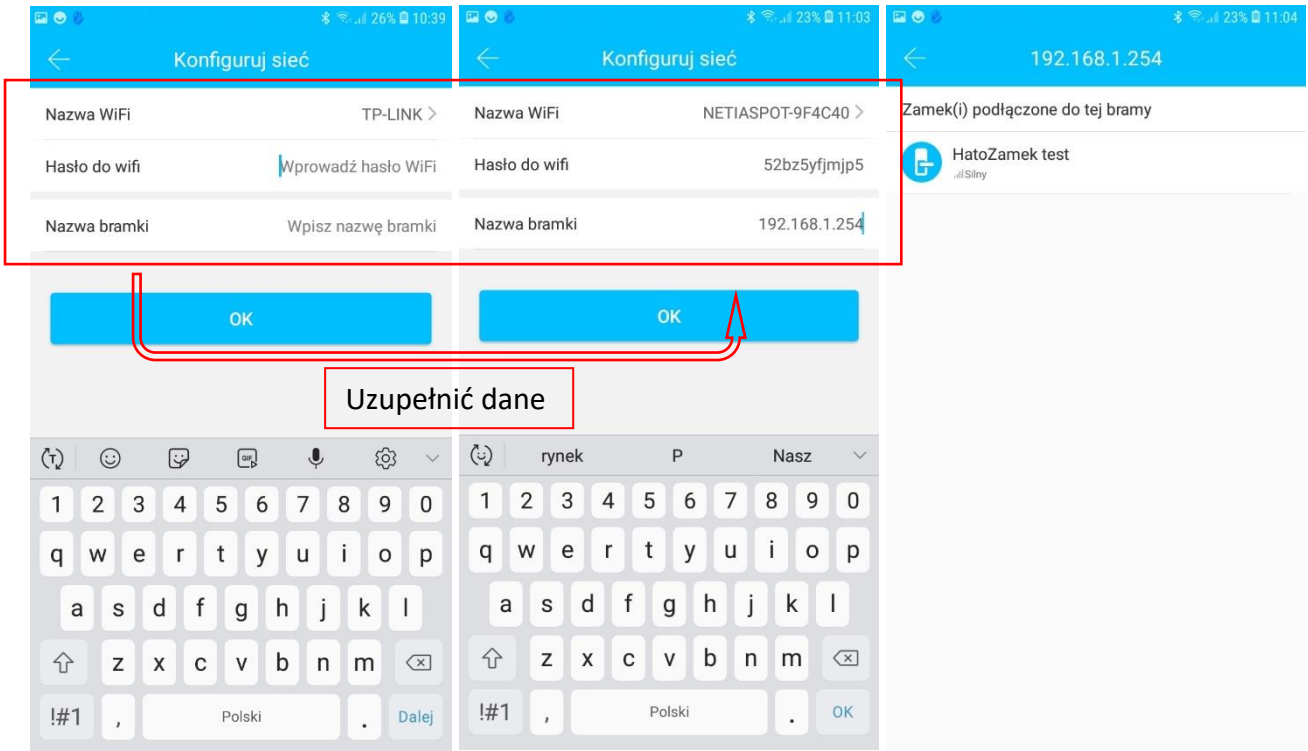 26% 10:39
Konfiguruj sieć
Nazwa WiFi TP-LINK >
Hasło do wifi Wprowadź hasło WiFi
Nazwa bramki Wpisz nazwę bramki
OK
1 2 3 4 5 6 7 8 9 0
q w e r t y u i o p
a s d f g h j k l
z x c v b n m
!#1 , Polski . Dalej
23% 11:03
Konfiguruj sieć
Nazwa WiFi NETIASPOT-9F4C40 >
Hasło do wifi 52bz5yfjmjp5
Nazwa bramki 192.168.1.254
OK
rynek P Nasz
1 2 3 4 5 6 7 8 9 0
q w e r t y u i o p
a s d f g h j k l
z x c v b n m
!#1 , Polski . OK
Uzupełnić dane
23% 11:04
192.168.1.254
Zamek(i) podłączone do tej bramy
HatoZamek test
Silny